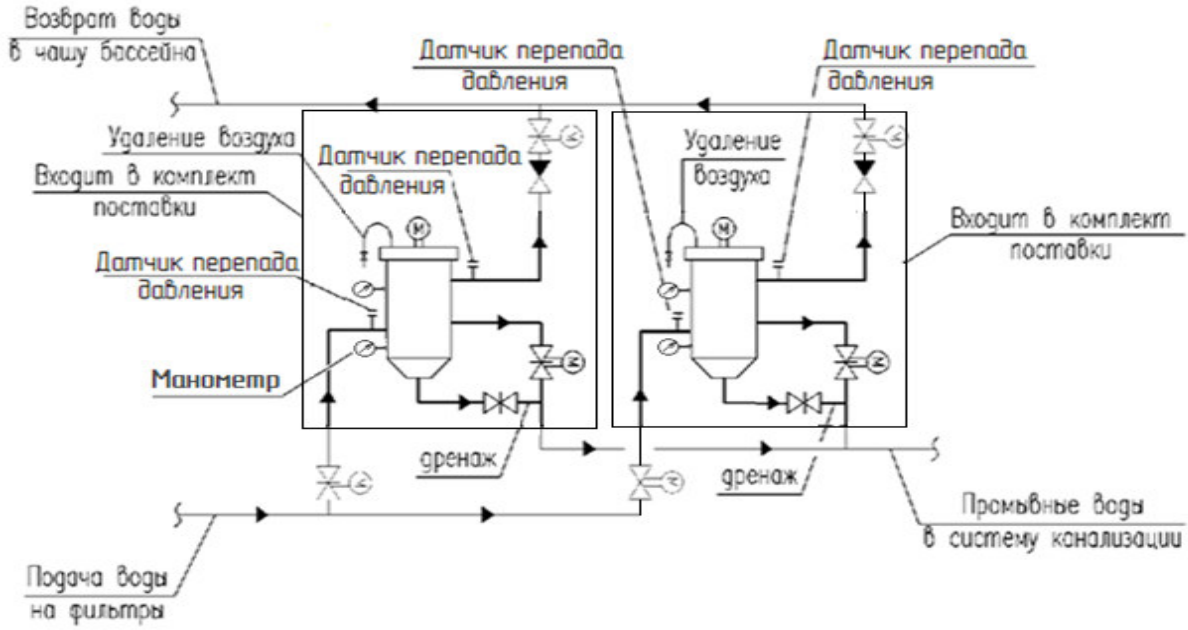 Возврат воды
в чашу бассейна
Датчик перепада
давления
Датчик перепада
давления
Удаление воздуха
Датчик перепада
давления
Удаление
воздуха
Входит в комплект
поставки
Входит в комплект
поставки
М
М
Датчик перепада
давления
Манометр
М
М
дренаж
дренаж
М
М
Промывные воды
в систему канализации
Подача воды
на фильтры